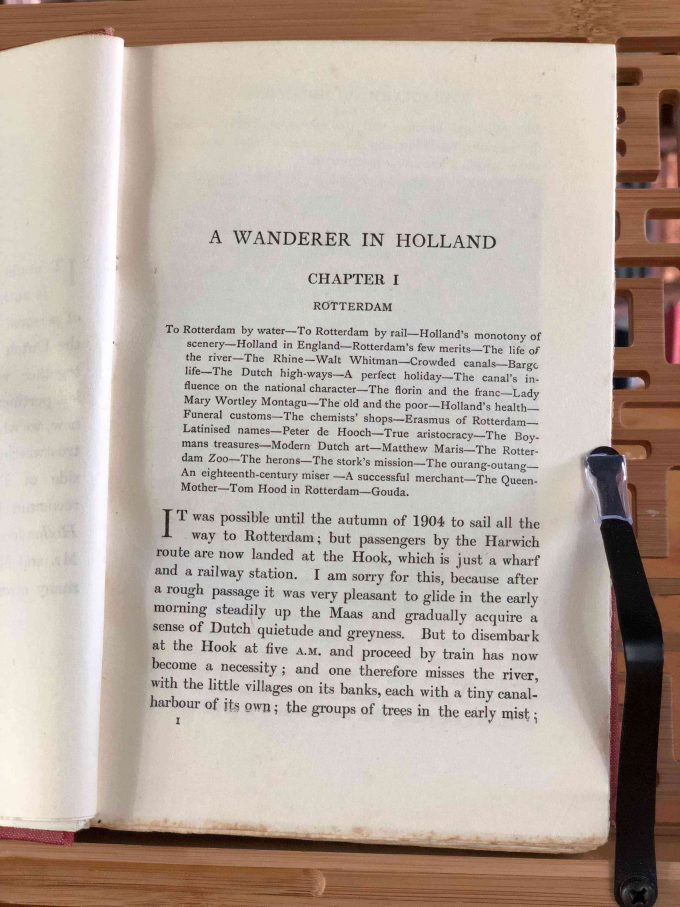 A WANDERER IN HOLLAND
CHAPTER I
ROTTERDAM
To Rotterdam by water—To Rotterdam by rail—Holland's monotony of
scenery—Holland in England—Rotterdam's few merits—The life of
the river—The Rhine—Walt Whitman—Crowded canals—Barge
life—The Dutch high-ways—A perfect holiday—The canal's in-
fluence on the national character—The florin and the franc—Lady
Mary Wortley Montagu—The old and the poor—Holland's health—
Funeral customs—The chemists' shops—Erasmus of Rotterdam—
Latinised names—Peter de Hooch—True aristocracy—The Boy-
mans treasures—Modern Dutch art—Matthew Maris—The Rotter-
dam Zoo—The herons—The stork's mission—The ourang-outang—
An eighteenth-century miser—A successful merchant—The Queen-
Mother—Tom Hood in Rotterdam—Gouda.
IT was possible until the autumn of 1904 to sail all the
way to Rotterdam; but passengers by the Harwich
route are now landed at the Hook, which is just a wharf
and a railway station. I am sorry for this, because after
a rough passage it was very pleasant to glide in the early
morning steadily up the Maas and gradually acquire a
sense of Dutch quietude and greyness. But to disembark
at the Hook at five A.M. and proceed by train has now
become a necessity; and one therefore misses the river,
with the little villages on its banks, each with a tiny canal-
harbour of its own; the groups of trees in the early mist;
1